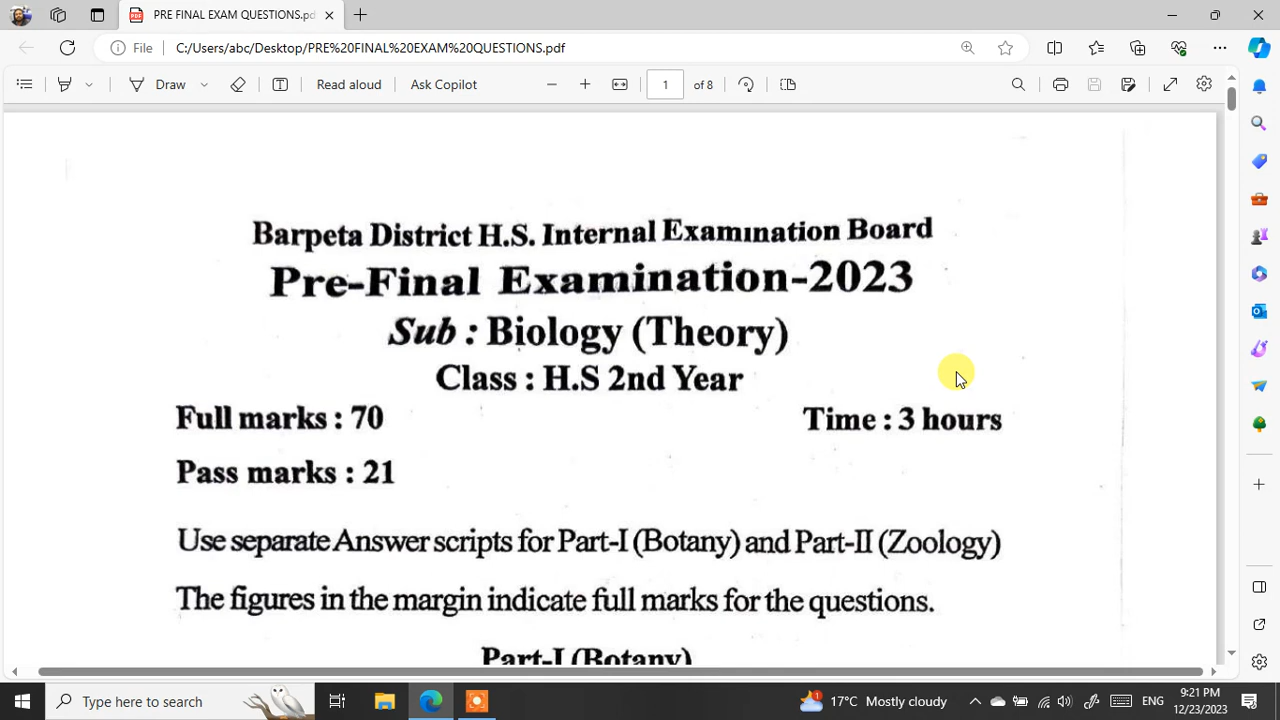 PRE FINAL EXAM QUESTIONS.pd
File C:/Users/abc/Desktop/PRE%20FINAL%20EXAM%20QUESTIONS.pdf
Draw Read aloud Ask Copilot 1 of 8
Barpeta District H.S. Internal Examination Board
Pre-Final Examination-2023
Sub : Biology (Theory)
Class : H.S 2nd Year
Full marks : 70 Time : 3 hours
Pass marks : 21
Use separate Answer scripts for Part-I (Botany) and Part-II (Zoology)
The figures in the margin indicate full marks for the questions.
Part-I (Botany)
Type here to search 1 17°C Mostly cloudy ENG 9:21 PM
12/23/2023